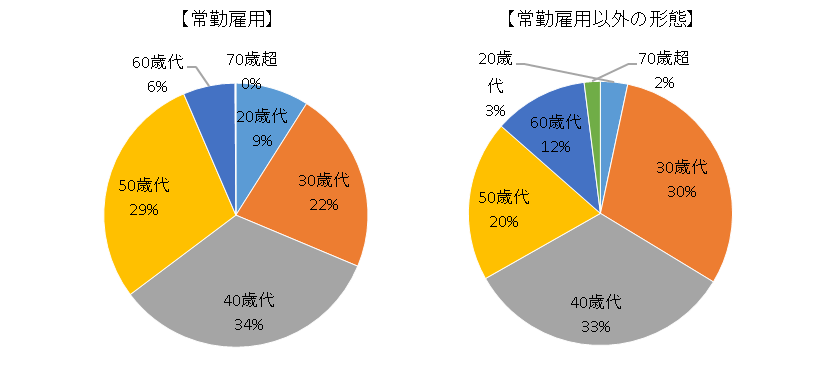 【常勤雇用】
70歳超
0%
20歳代
9%
30歳代
22%
40歳代
34%
50歳代
29%
60歳代
6%
【常勤雇用以外の形態】
20歳
代
3%
30歳代
30%
40歳代
33%
50歳代
20%
60歳代
12%
70歳超
2%